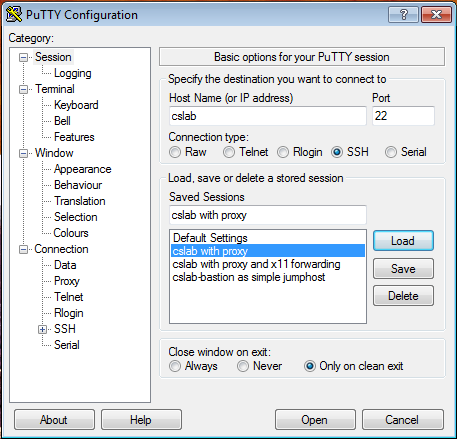 PuTTY Configuration
Category:
Session
Logging
Terminal
Keyboard
Bell
Features
Window
Appearance
Behaviour
Translation
Selection
Colours
Connection
Data
Proxy
Telnet
Rlogin
SSH
Serial
Basic options for your PuTTY session
Specify the destination you want to connect to
Host Name (or IP address) Port
cslab 22
Connection type:
Raw Telnet Rlogin SSH Serial
Load, save or delete a stored session
Saved Sessions
cslab with proxy
Default Settings
cslab with proxy
cslab with proxy and x11 forwarding
cslab-bastion as simple jumphost
Load
Save
Delete
Close window on exit:
Always Never Only on clean exit
About Help Open Cancel